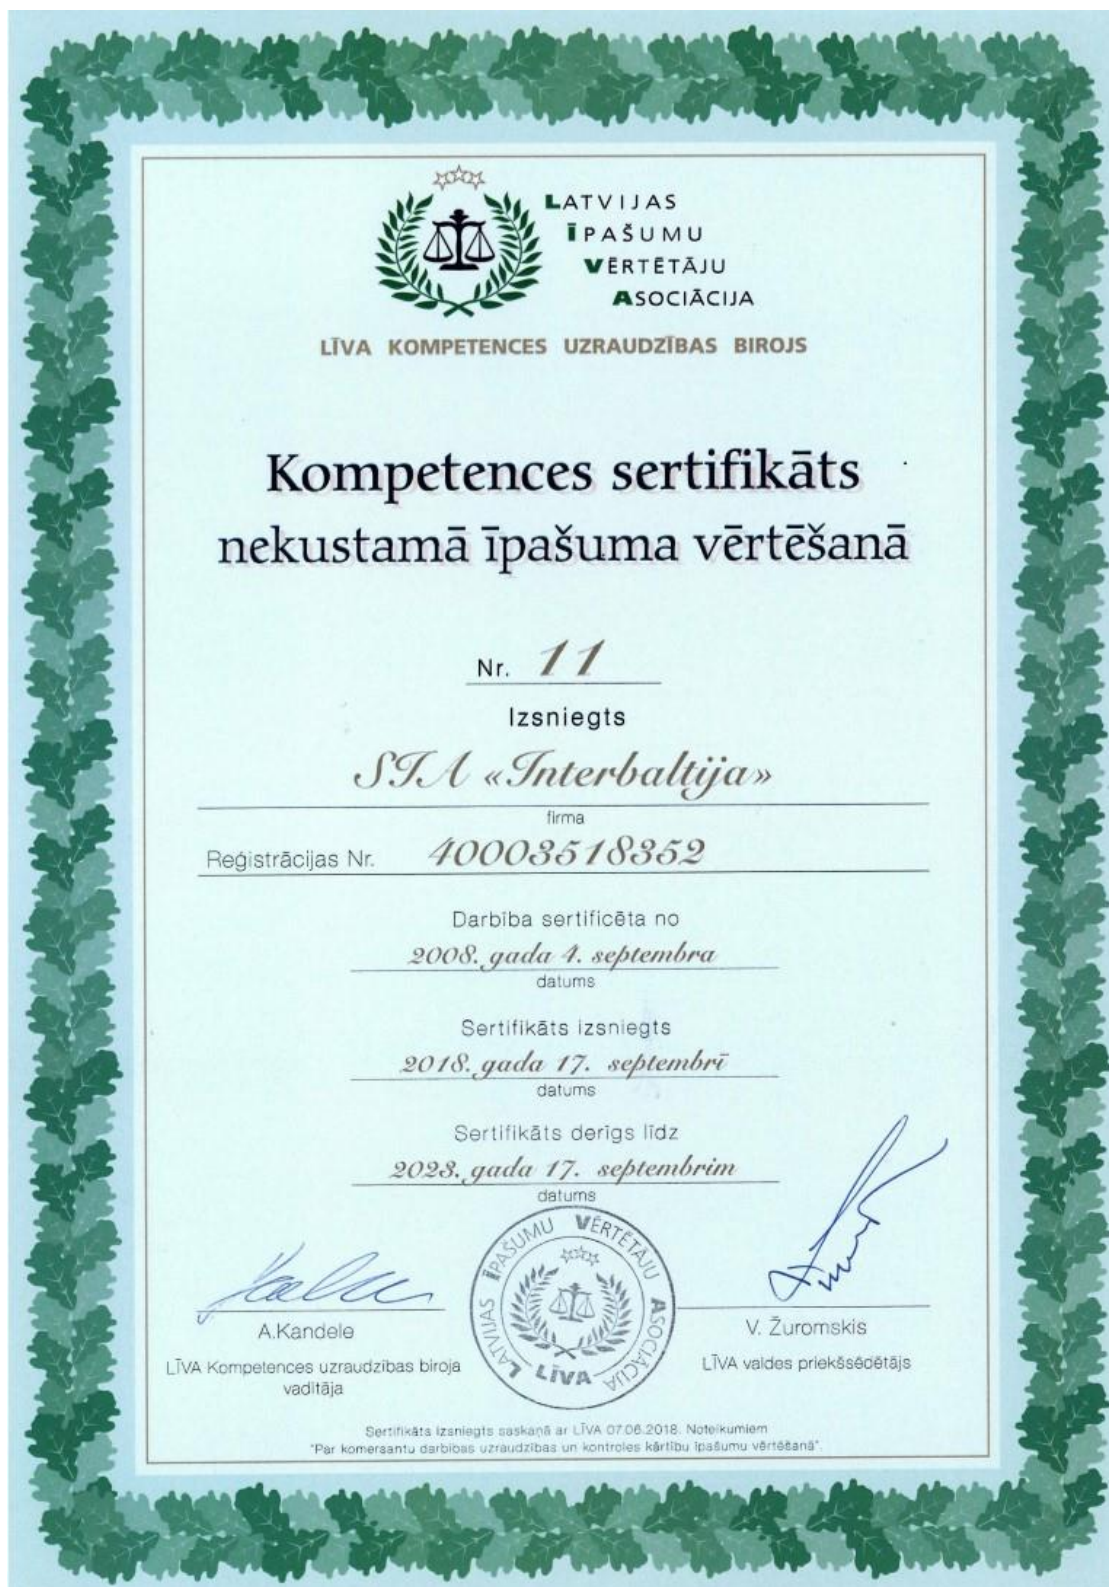 LATVIJAS
ĪPAŠUMU
VĒRTĒTĀJU
ASOCIĀCIJA
LĪVA KOMPETENCES UZRAUDZĪBAS BIROJS
Kompetences sertifikāts
nekustamā īpašuma vērtēšanā
Nr. 11
Izsniegts
SIA «Interbaltija»
firma
Reģistrācijas Nr. 40003518352
Darbība sertificēta no
2008. gada 4. septembra
datums
Sertifikāts izsniegts
2018. gada 17. septembrī
datums
Sertifikāts derīgs līdz
2023. gada 17. septembrim
datums
LATVIJAS ĪPAŠUMU VĒRTĒTĀJU ASOCIĀCIJA
LĪVA
A.Kandele
LĪVA Kompetences uzraudzības biroja
vadītāja
V. Žuromskis
LĪVA valdes priekšsēdētājs
Sertifikāts izsniegts saskaņā ar LĪVA 07.06.2018. Noteikumiem
"Par komersantu darbības uzraudzības un kontroles kārtību īpašumu vērtēšanā".